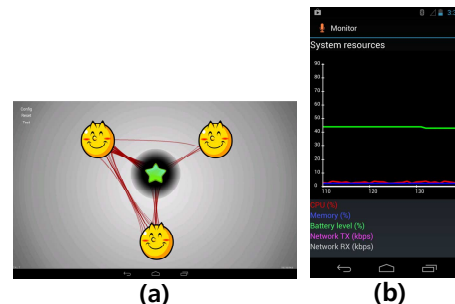 Config
Reset
Monitor
System resources
90
80
70
60
50
40
30
20
10
0
110
120
130
CPU (%)
Memory (%)
Battery level (%)
Network TX (kbps)
Network RX (kbps)
(a)
(b)